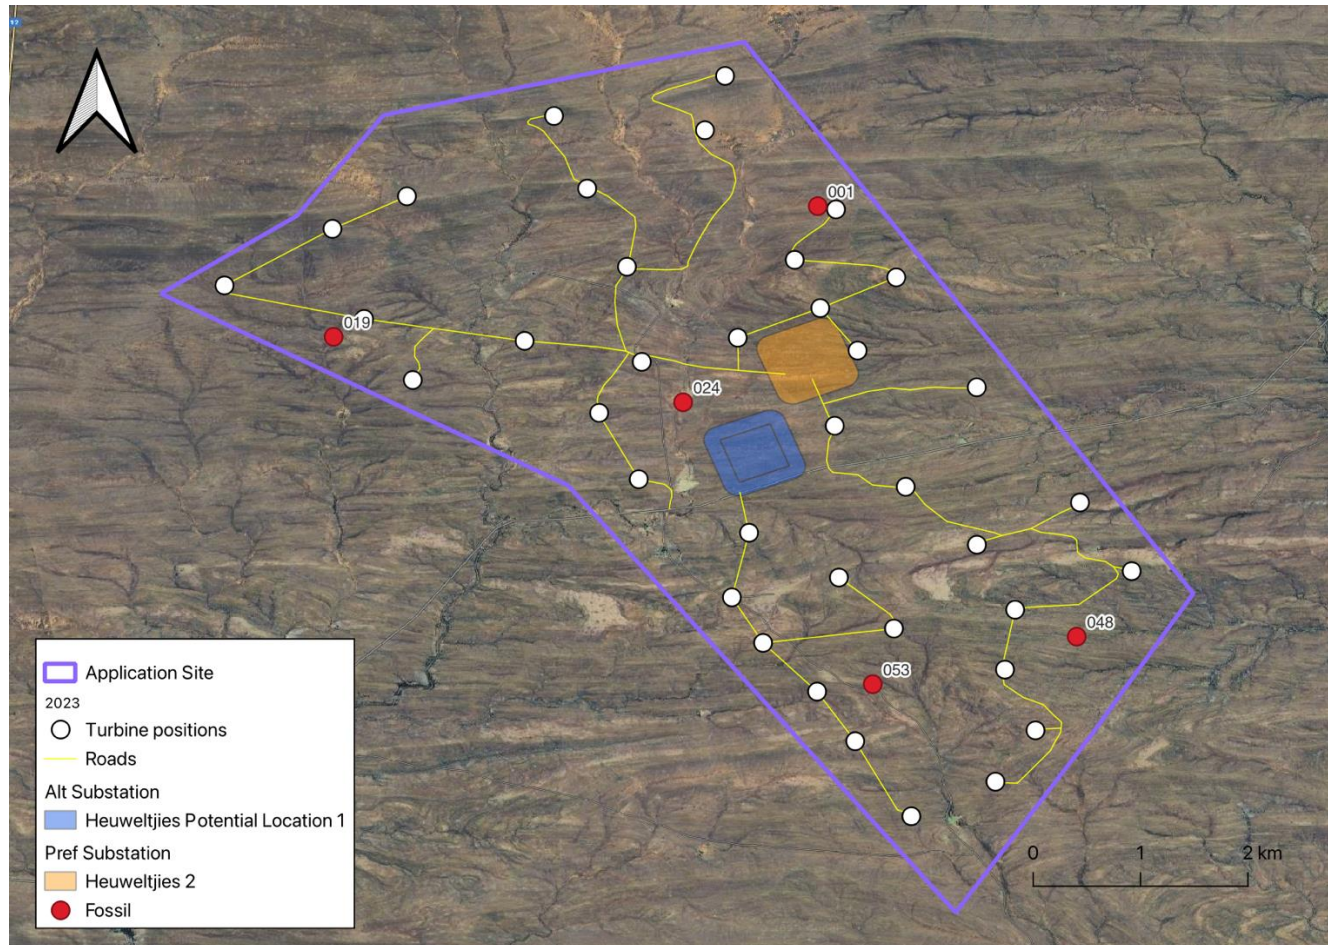 12
001
019
024
048
053
Application Site
2023
Turbine positions
Roads
Alt Substation
Heuweltjies Potential Location 1
Pref Substation
Heuweltjies 2
Fossil
0 1 2 km